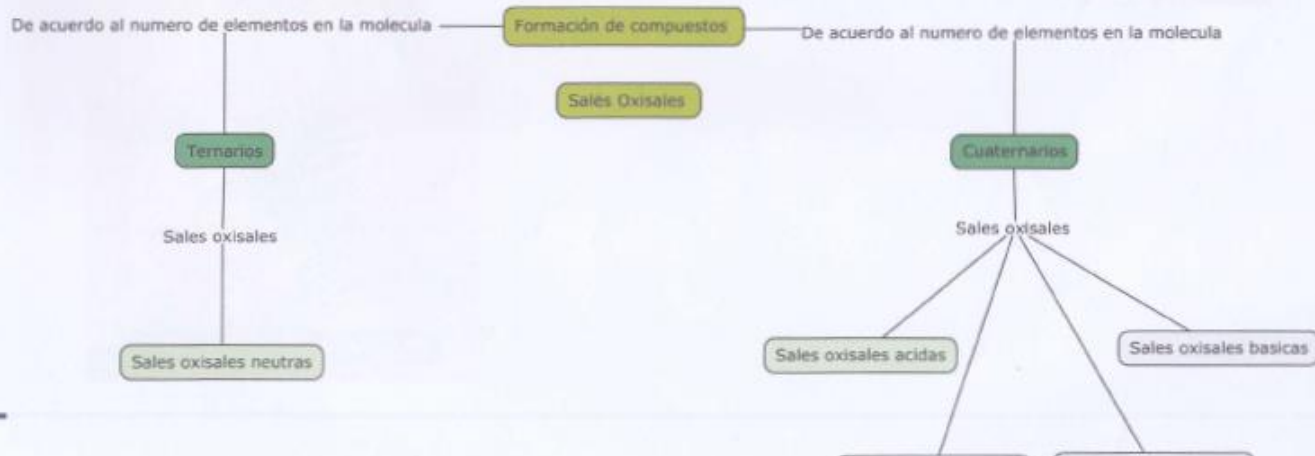 De acuerdo al numero de elementos en la molecula
Formación de compuestos
De acuerdo al numero de elementos en la molecula
Sales Oxisales
Ternarios
Cuaternarios
Sales oxisales
Sales oxisales
Sales oxisales neutras
Sales oxisales acidas
Sales oxisales basicas